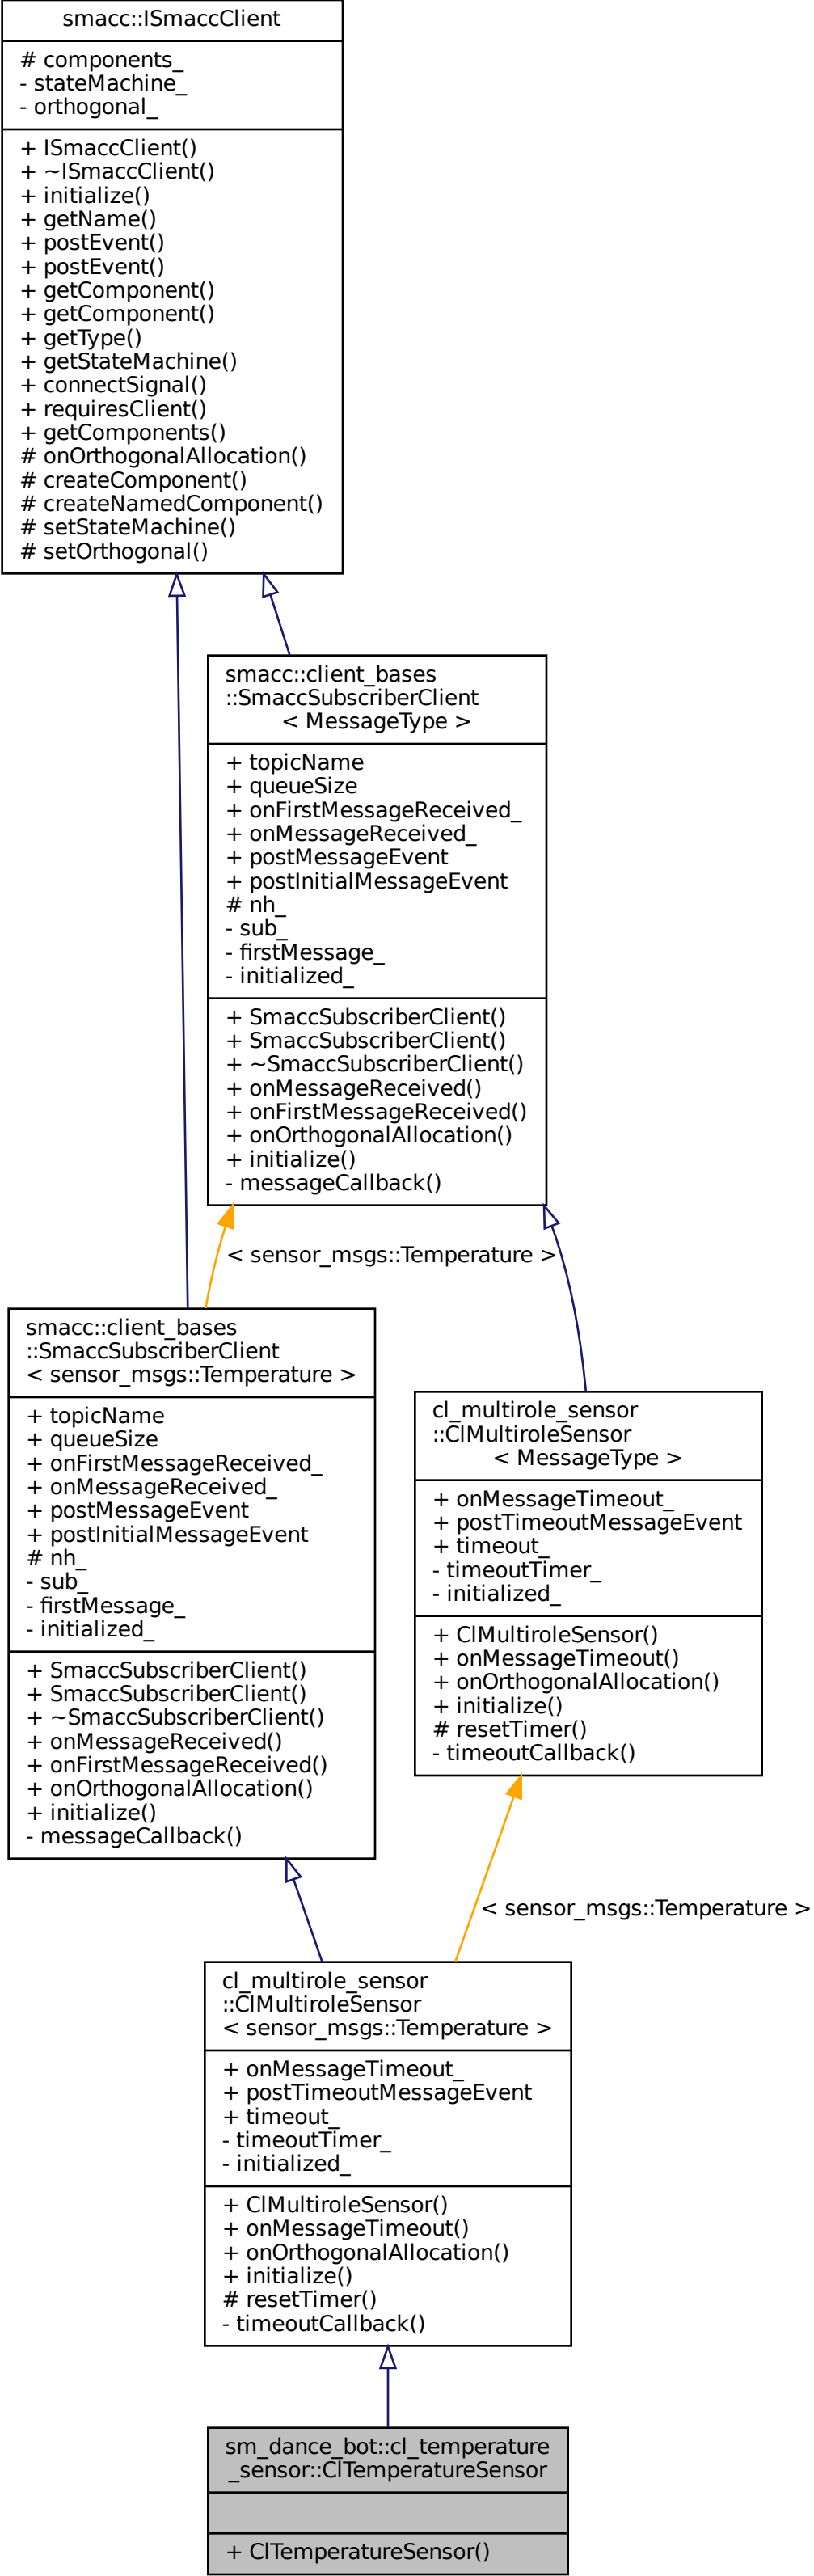 smacc::ISmaccClient
# components_
- stateMachine_
- orthogonal_
+ ISmaccClient()
+ ~ISmaccClient()
+ initialize()
+ getName()
+ postEvent()
+ postEvent()
+ getComponent()
+ getComponent()
+ getType()
+ getStateMachine()
+ connectSignal()
+ requiresClient()
+ getComponents()
# onOrthogonalAllocation()
# createComponent()
# createNamedComponent()
# setStateMachine()
# setOrthogonal()
smacc::client_bases
::SmaccSubscriberClient
< MessageType >
+ topicName
+ queueSize
+ onFirstMessageReceived_
+ onMessageReceived_
+ postMessageEvent
+ postInitialMessageEvent
# nh_
- sub_
- firstMessage_
- initialized_
+ SmaccSubscriberClient()
+ SmaccSubscriberClient()
+ ~SmaccSubscriberClient()
+ onMessageReceived()
+ onFirstMessageReceived()
+ onOrthogonalAllocation()
+ initialize()
- messageCallback()
< sensor_msgs::Temperature >
smacc::client_bases
::SmaccSubscriberClient
< sensor_msgs::Temperature >
+ topicName
+ queueSize
+ onFirstMessageReceived_
+ onMessageReceived_
+ postMessageEvent
+ postInitialMessageEvent
# nh_
- sub_
- firstMessage_
- initialized_
+ SmaccSubscriberClient()
+ SmaccSubscriberClient()
+ ~SmaccSubscriberClient()
+ onMessageReceived()
+ onFirstMessageReceived()
+ onOrthogonalAllocation()
+ initialize()
- messageCallback()
cl_multirole_sensor
::ClMultiroleSensor
< MessageType >
+ onMessageTimeout_
+ postTimeoutMessageEvent
+ timeout_
- timeoutTimer_
- initialized_
+ ClMultiroleSensor()
+ onMessageTimeout()
+ onOrthogonalAllocation()
+ initialize()
# resetTimer()
- timeoutCallback()
< sensor_msgs::Temperature >
cl_multirole_sensor
::ClMultiroleSensor
< sensor_msgs::Temperature >
+ onMessageTimeout_
+ postTimeoutMessageEvent
+ timeout_
- timeoutTimer_
- initialized_
+ ClMultiroleSensor()
+ onMessageTimeout()
+ onOrthogonalAllocation()
+ initialize()
# resetTimer()
- timeoutCallback()
sm_dance_bot::cl_temperature
_sensor::ClTemperatureSensor
+ ClTemperatureSensor()